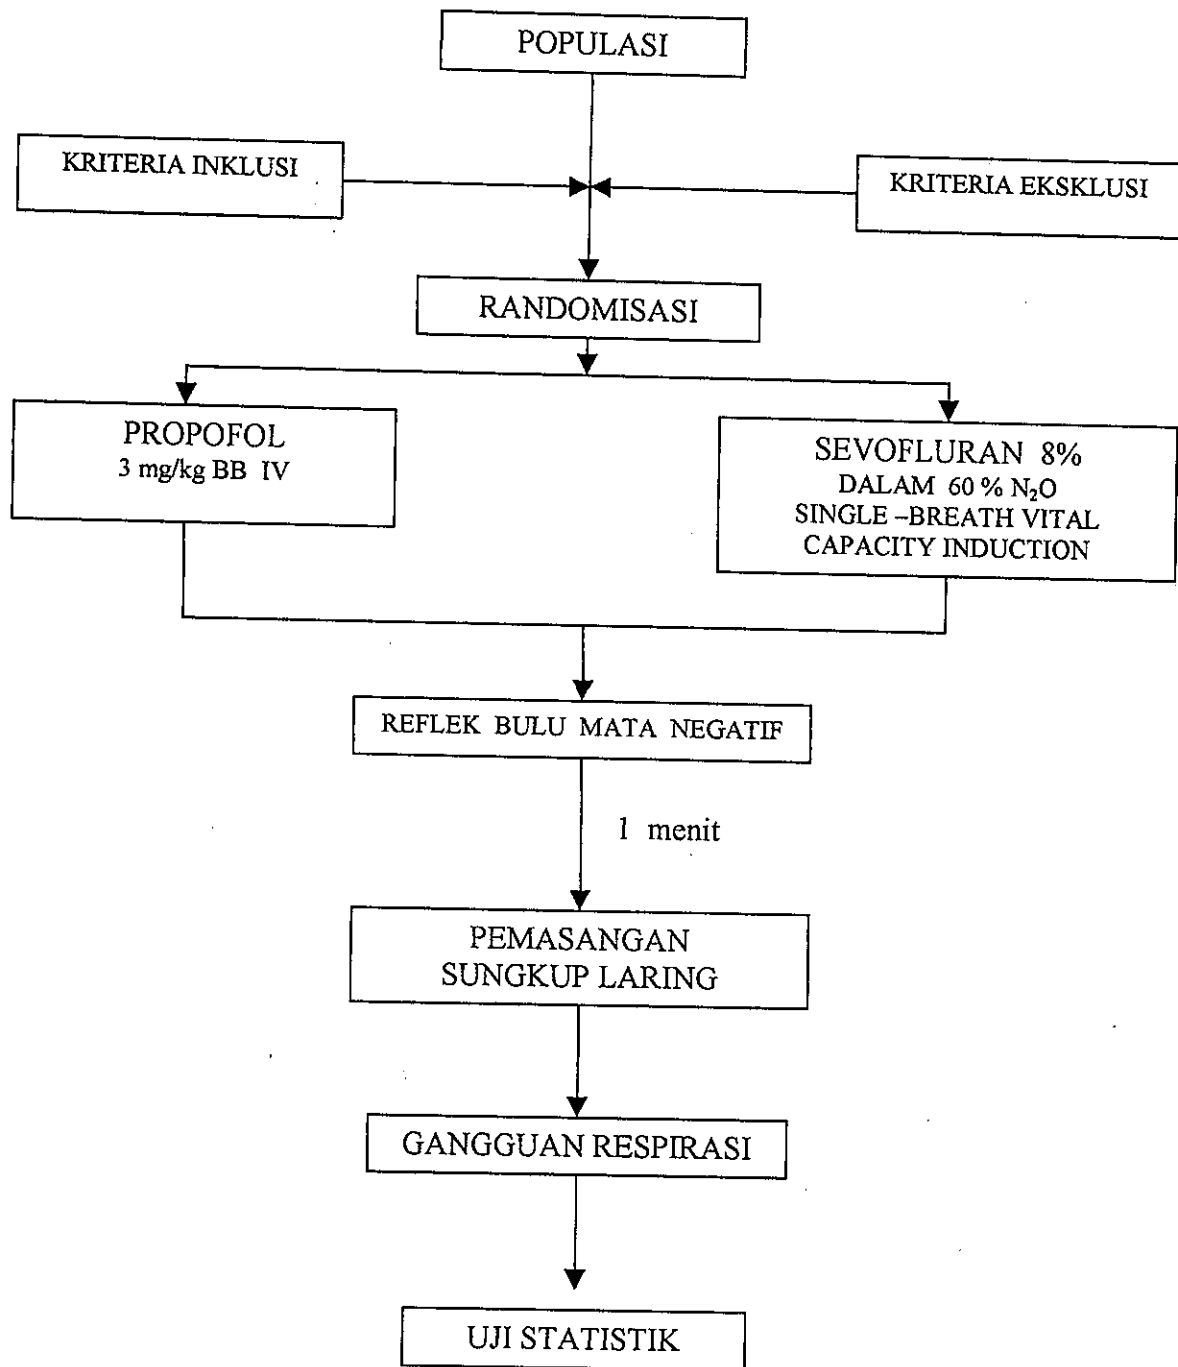 POPULASI
KRITERIA INKLUSI
KRITERIA EKSKLUSI
RANDOMISASI
PROPOFOL
3 mg/kg BB IV
SEVOFLURAN 8%
DALAM 60 % N₂O
SINGLE –BREATH VITAL
CAPACITY INDUCTION
REFLEK BULU MATA NEGATIF
1 menit
PEMASANGAN
SUNGKUP LARING
GANGGUAN RESPIRASI
UJI STATISTIK